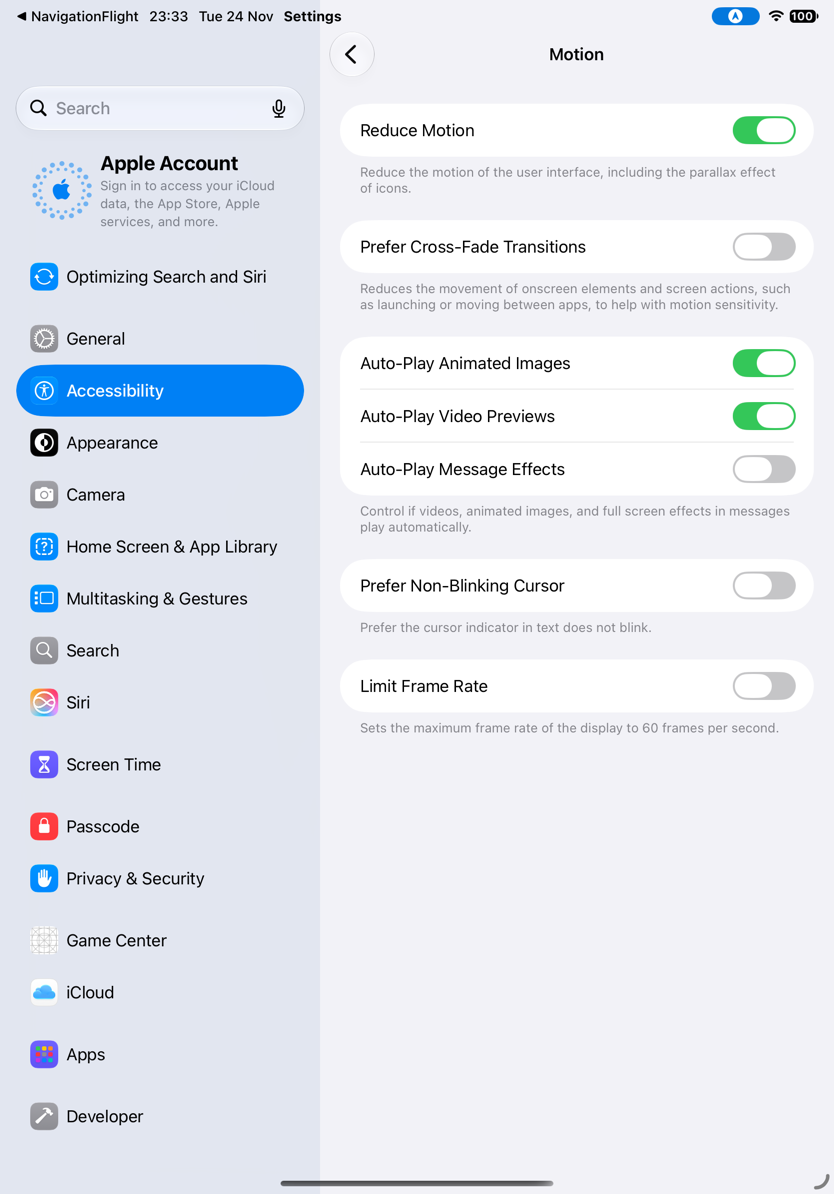 ◀ NavigationFlight 23:33 Tue 24 Nov Settings 100
Search
Apple Account
Sign in to access your iCloud
data, the App Store, Apple
services, and more.
Optimizing Search and Siri
General
Accessibility
Appearance
Camera
Home Screen & App Library
Multitasking & Gestures
Search
Siri
Screen Time
Passcode
Privacy & Security
Game Center
iCloud
Apps
Developer
Motion
Reduce Motion
Reduce the motion of the user interface, including the parallax effect
of icons.
Prefer Cross-Fade Transitions
Reduces the movement of onscreen elements and screen actions, such
as launching or moving between apps, to help with motion sensitivity.
Auto-Play Animated Images
Auto-Play Video Previews
Auto-Play Message Effects
Control if videos, animated images, and full screen effects in messages
play automatically.
Prefer Non-Blinking Cursor
Prefer the cursor indicator in text does not blink.
Limit Frame Rate
Sets the maximum frame rate of the display to 60 frames per second.